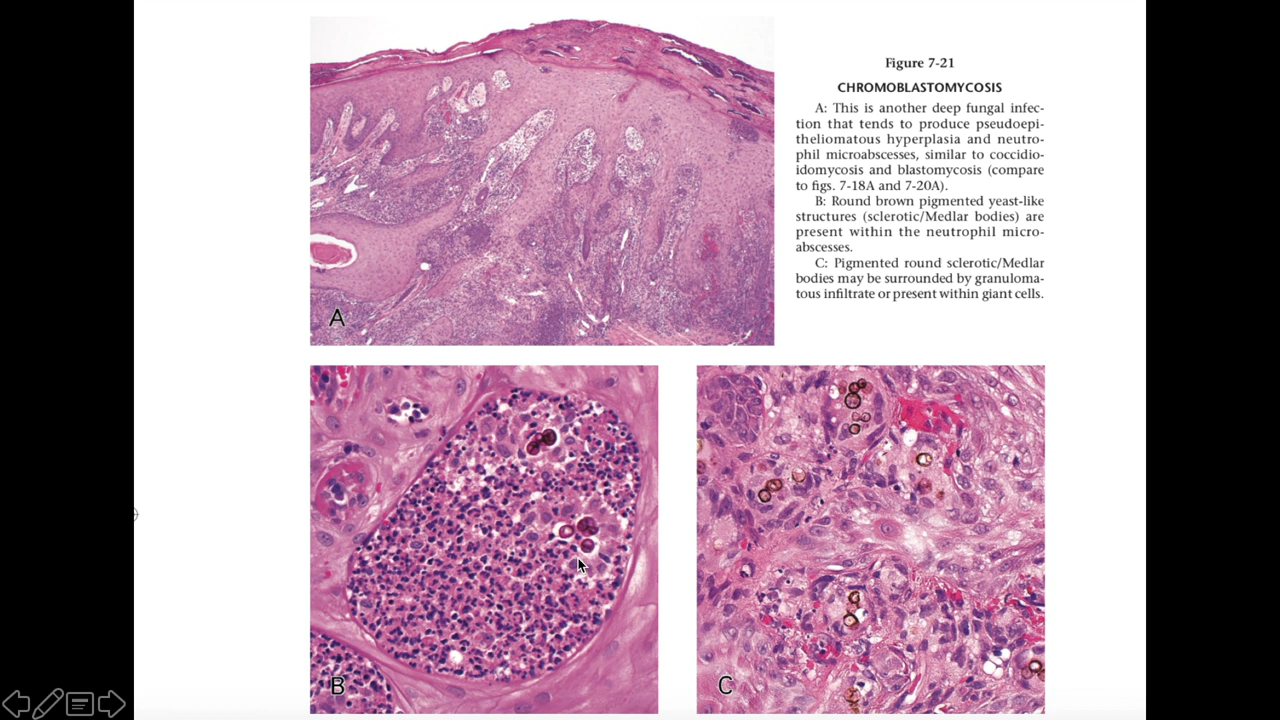 Figure 7-21
CHROMOBLASTOMYCOSIS
A: This is another deep fungal infec-
tion that tends to produce pseudoepi-
theliomatous hyperplasia and neutro-
phil microabscesses, similar to coccidio-
idomycosis and blastomycosis (compare
to figs. 7-18A and 7-20A).
B: Round brown pigmented yeast-like
structures (sclerotic/Medlar bodies) are
present within the neutrophil micro-
abscesses.
C: Pigmented round sclerotic/Medlar
bodies may be surrounded by granuloma-
tous infiltrate or present within giant cells.
A
B
C